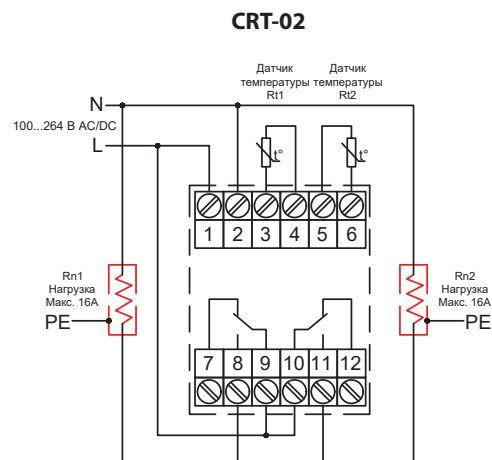 CRT-02
Датчик
температуры
Rt1
Датчик
температуры
Rt2
N
100...264 В AC/DC
L
t°
t°
1 2 3 4 5 6
Rn1
Нагрузка
Макс. 16А
PE
Rn2
Нагрузка
Макс. 16А
PE
7 8 9 10 11 12